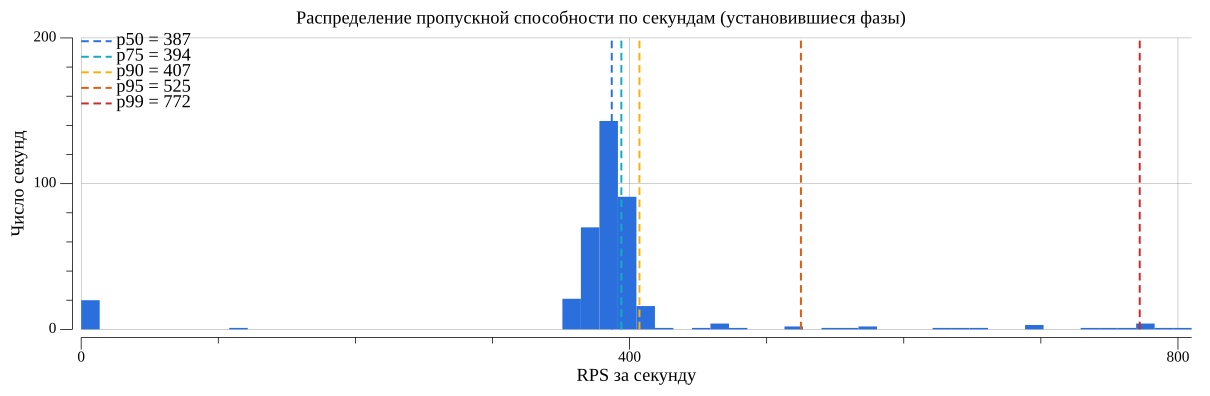 Распределение пропускной способности по секундам (установившиеся фазы)
p50 = 387
p75 = 394
p90 = 407
p95 = 525
p99 = 772
Число секунд
200
100
0
0
400
800
RPS за секунду